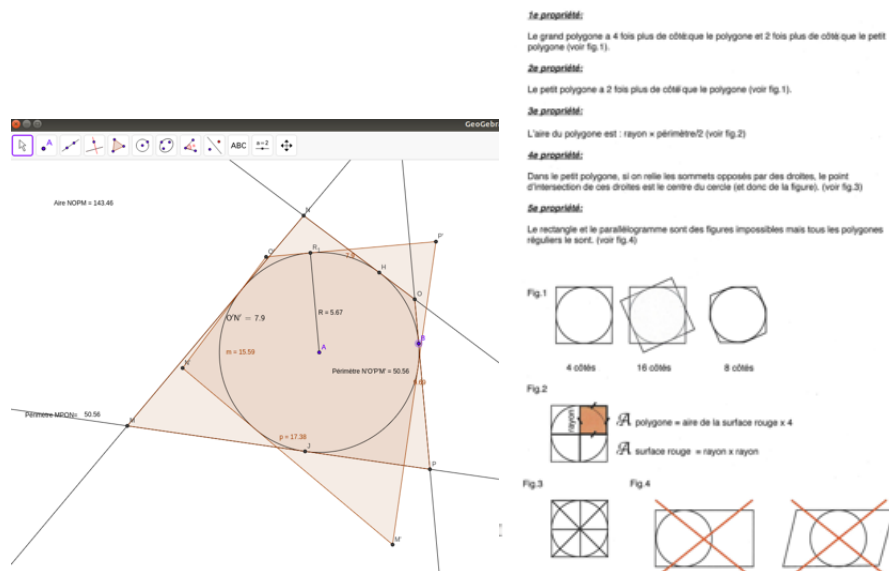 GeoGebra
ABC
a=2
Aire NOPM = 143.46
N
P'
O'
R₁
7.9
H
O
O'N' = 7.9
R = 5.67
B
A
m = 15.59
Périmètre N'O'P'M' = 50.56
N'
5.69
Périmètre MPON= 50.56
M
p = 17.38
J
P
M'
1e propriété:
Le grand polygone a 4 fois plus de côté que le polygone et 2 fois plus de côté que le petit
polygone (voir fig.1).
2e propriété:
Le petit polygone a 2 fois plus de côté que le polygone (voir fig.1).
3e propriété:
L'aire du polygone est : rayon × périmètre/2 (voir fig.2)
4e propriété:
Dans le petit polygone, si on relie les sommets opposés par des droites, le point
d'intersection de ces droites est le centre du cercle (et donc de la figure). (voir fig.3)
5e propriété:
Le rectangle et le parallélogramme sont des figures impossibles mais tous les polygones
réguliers le sont. (voir fig.4)
Fig.1
4 côtés 16 côtés 8 côtés
Fig.2
rayon
A polygone = aire de la surface rouge x 4
A surface rouge = rayon x rayon
Fig.3 Fig.4